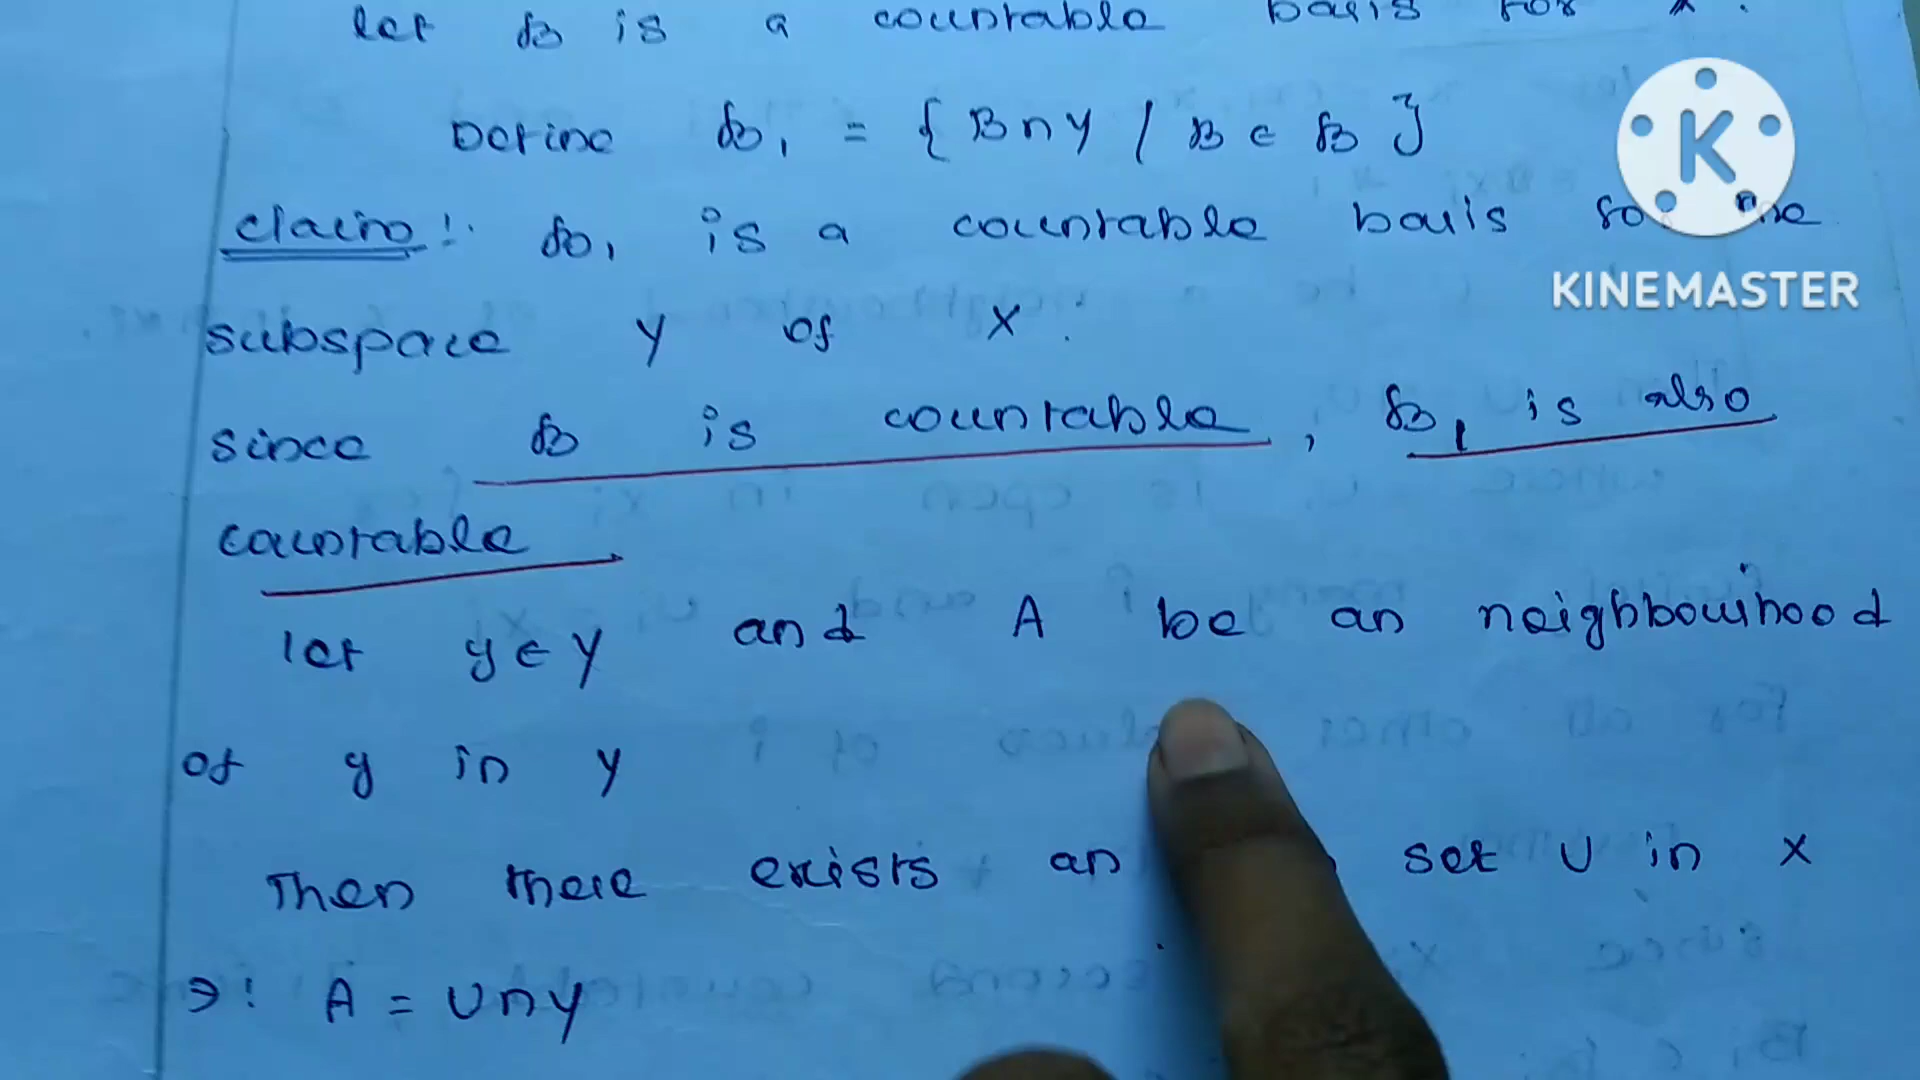 let ℬ is a countable basis for X.
Define ℬ₁ = { B∩Y / B ∈ ℬ }
Claim:- ℬ₁ is a countable basis the
subspace Y of X.
since ℬ is countable, ℬ₁ is also
countable
let y∈Y and A be an neighbourhood
of y in Y
Then there exists an set U in X
∋: A = U∩Y
K
KINEMASTER